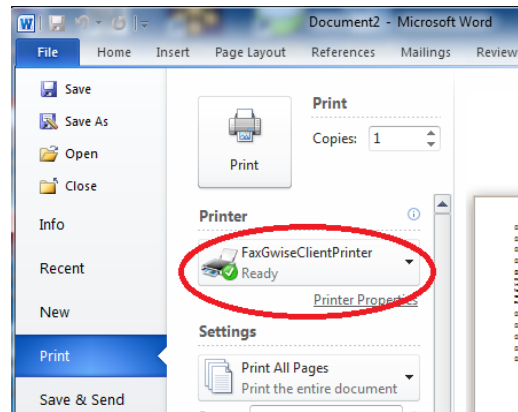 Document2 - Microsoft Word
File Home Insert Page Layout References Mailings Review
Save
Save As
Open
Close
Info
Recent
New
Print
Save & Send
Print
Print
Copies: 1
Printer
FaxGwiseClientPrinter
Ready
Printer Properties
Settings
Print All Pages
Print the entire document